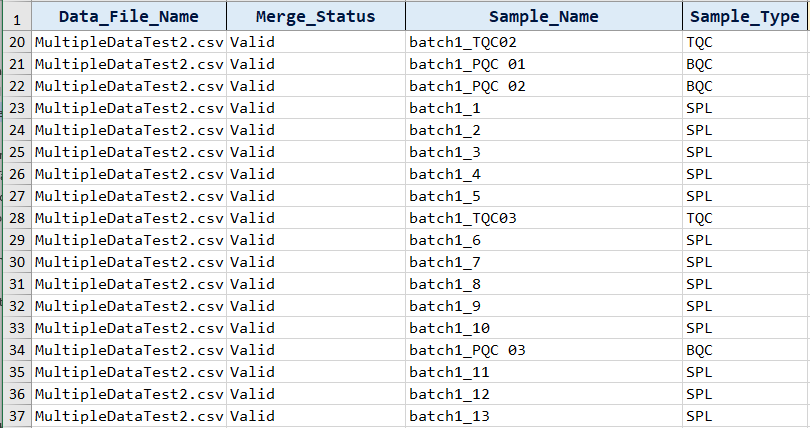 1 Data_File_Name Merge_Status Sample_Name Sample_Type
20 MultipleDataTest2.csv Valid batch1_TQC02 TQC
21 MultipleDataTest2.csv Valid batch1_PQC 01 BQC
22 MultipleDataTest2.csv Valid batch1_PQC 02 BQC
23 MultipleDataTest2.csv Valid batch1_1 SPL
24 MultipleDataTest2.csv Valid batch1_2 SPL
25 MultipleDataTest2.csv Valid batch1_3 SPL
26 MultipleDataTest2.csv Valid batch1_4 SPL
27 MultipleDataTest2.csv Valid batch1_5 SPL
28 MultipleDataTest2.csv Valid batch1_TQC03 TQC
29 MultipleDataTest2.csv Valid batch1_6 SPL
30 MultipleDataTest2.csv Valid batch1_7 SPL
31 MultipleDataTest2.csv Valid batch1_8 SPL
32 MultipleDataTest2.csv Valid batch1_9 SPL
33 MultipleDataTest2.csv Valid batch1_10 SPL
34 MultipleDataTest2.csv Valid batch1_PQC 03 BQC
35 MultipleDataTest2.csv Valid batch1_11 SPL
36 MultipleDataTest2.csv Valid batch1_12 SPL
37 MultipleDataTest2.csv Valid batch1_13 SPL